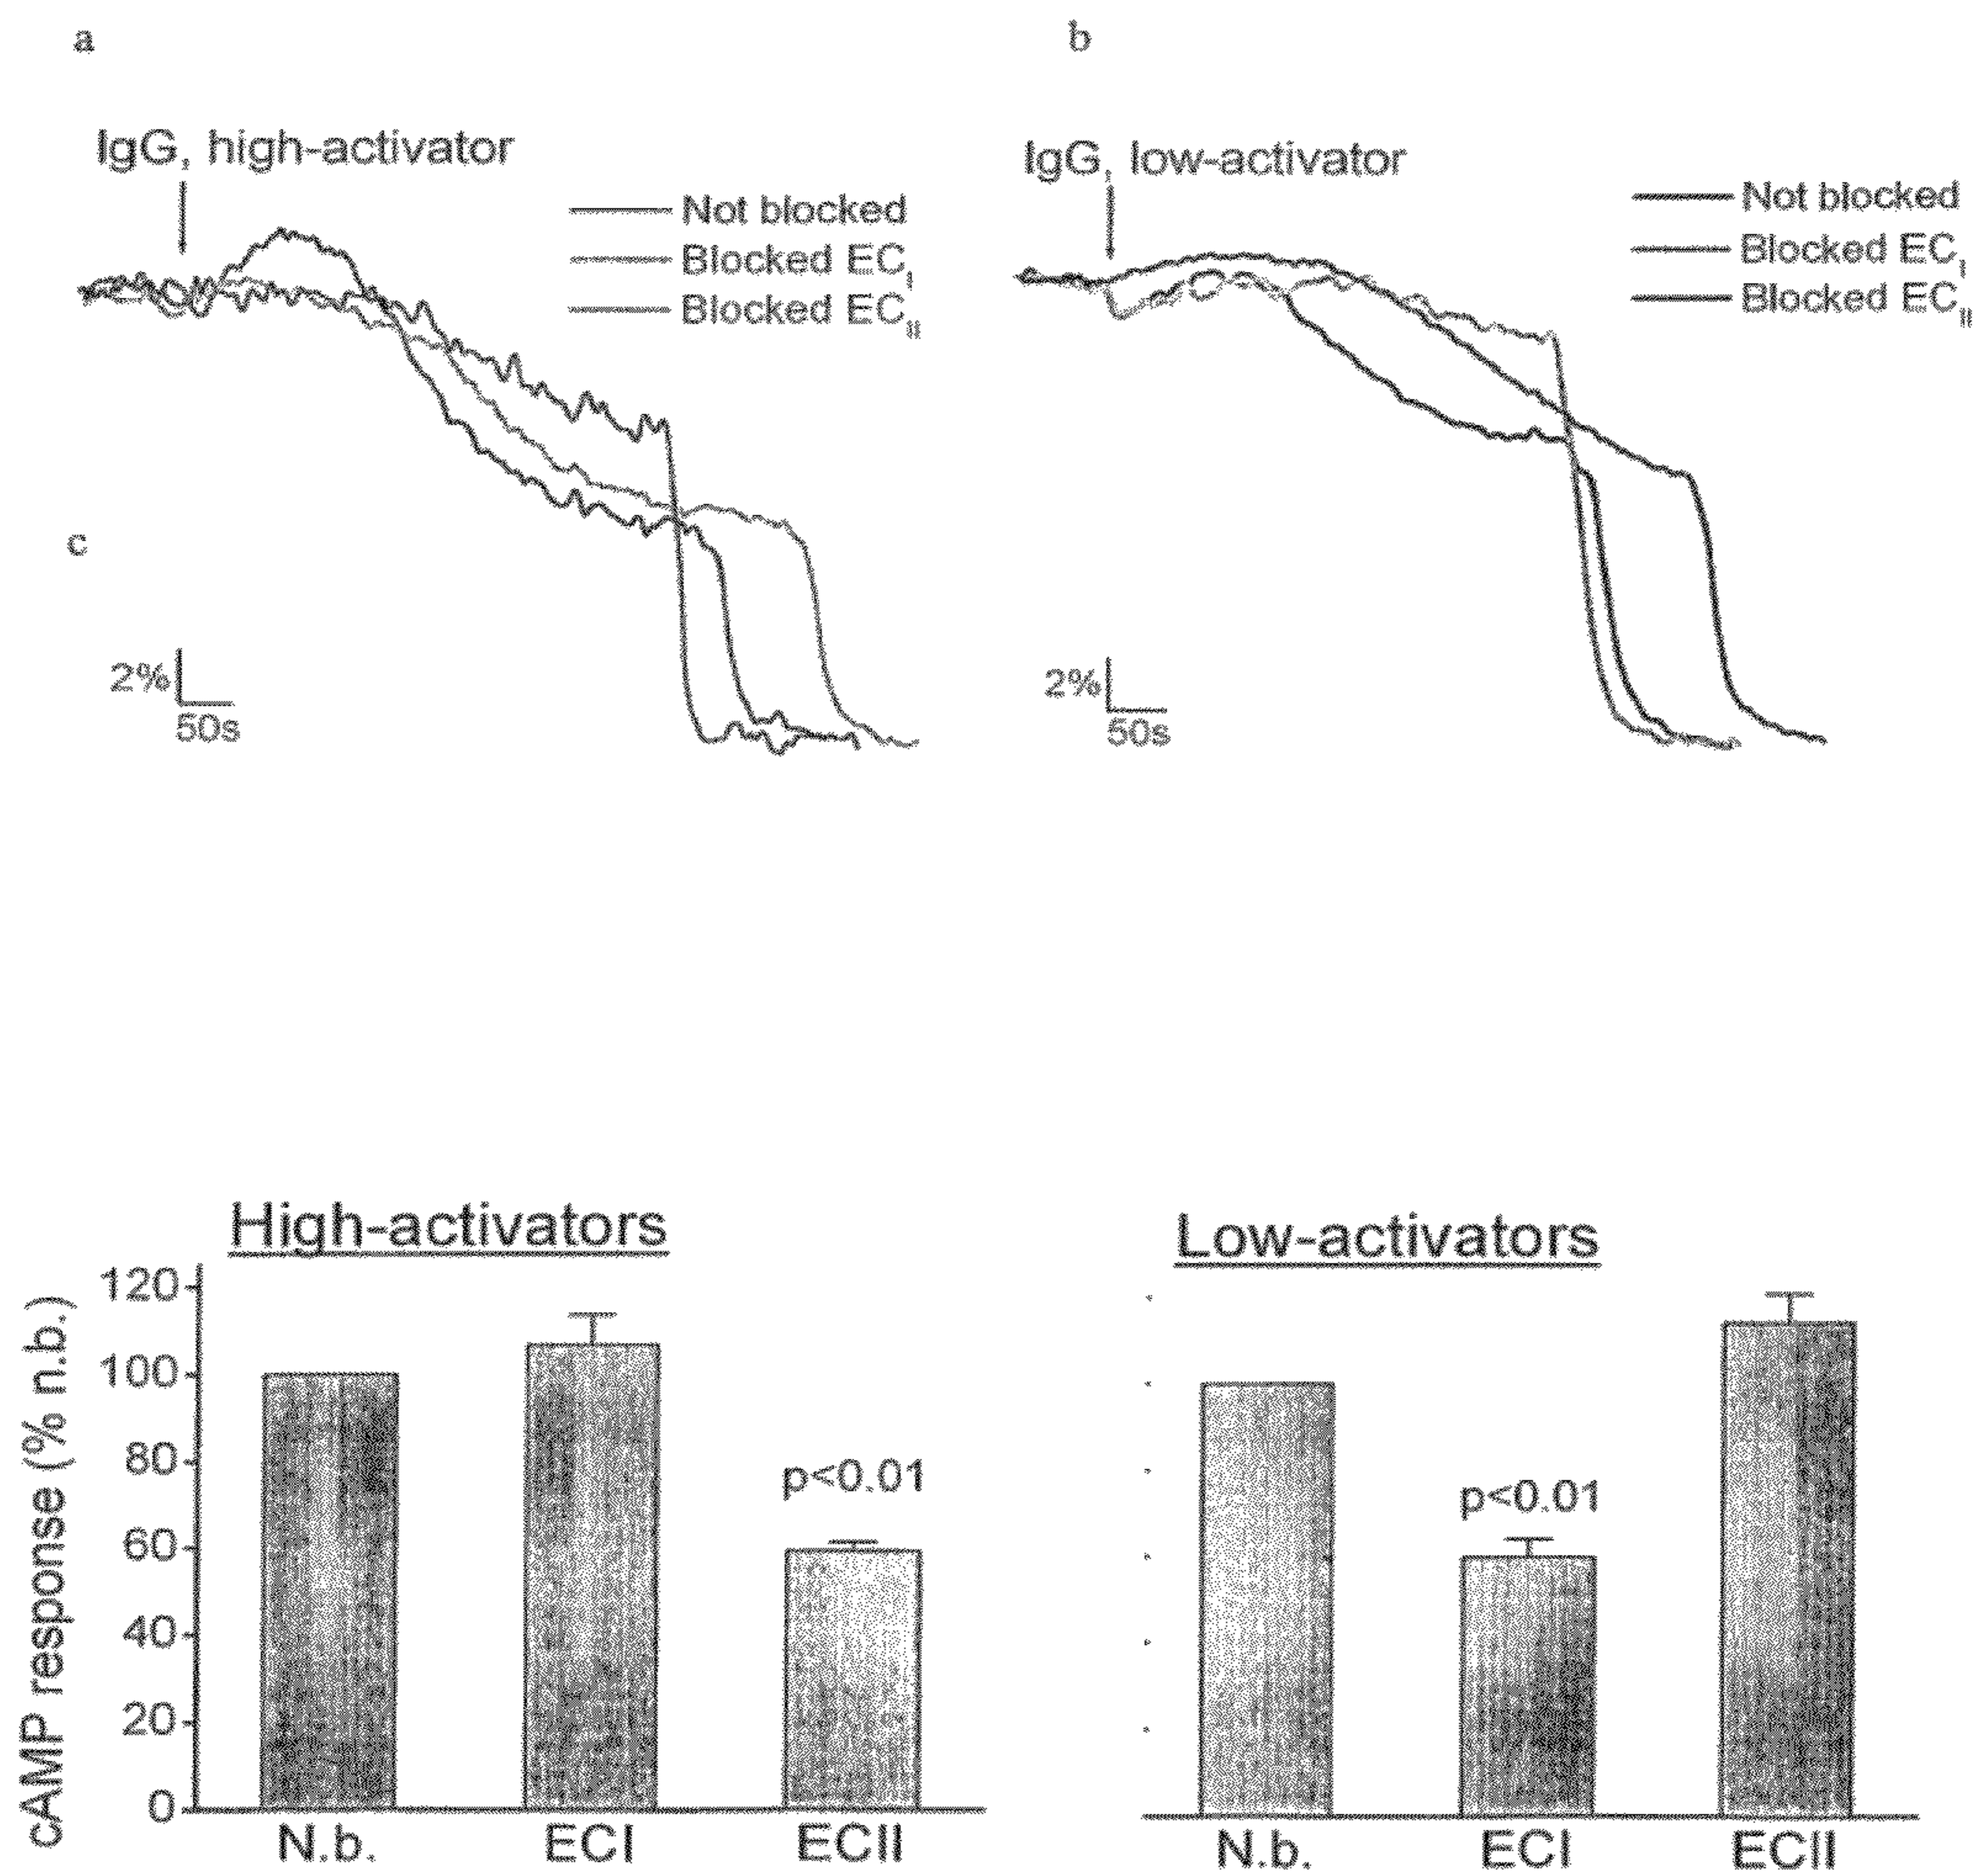 a
b
IgG, high-activator
Not blocked
Blocked EC_I
Blocked EC_II
IgG, low-activator
Not blocked
Blocked EC_I
Blocked EC_II
c
2%
50s
2%
50s
High-activators
Low-activators
cAMP response (% n.b.)
120
100
80
60
40
20
0
p<0.01
p<0.01
N.b.
ECI
ECII
N.b.
ECI
ECII